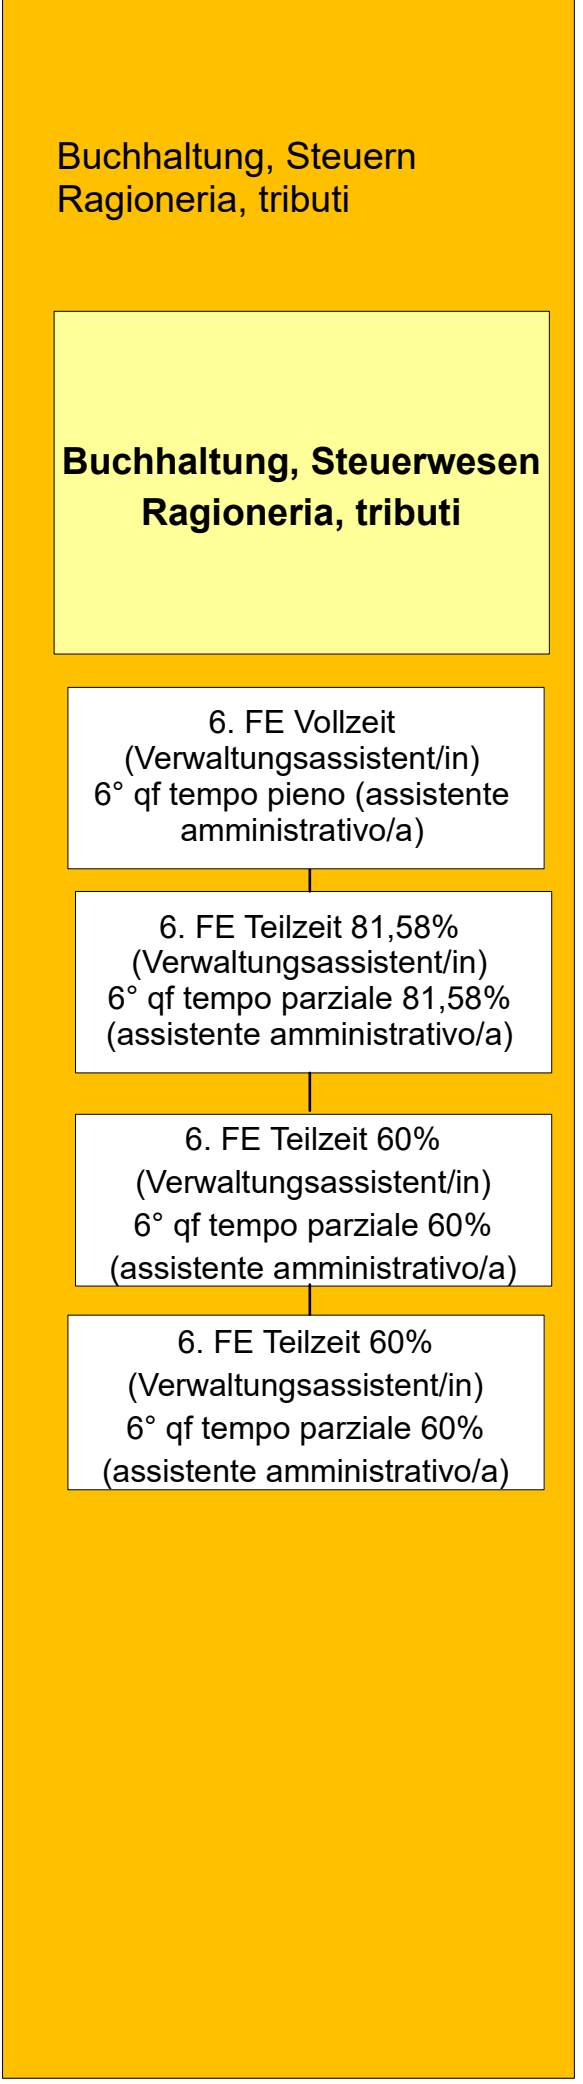 Buchhaltung, Steuern
Ragioneria, tributi
Buchhaltung, Steuerwesen
Ragioneria, tributi
6. FE Vollzeit
(Verwaltungsassistent/in)
6° qf tempo pieno (assistente
amministrativo/a)
6. FE Teilzeit 81,58%
(Verwaltungsassistent/in)
6° qf tempo parziale 81,58%
(assistente amministrativo/a)
6. FE Teilzeit 60%
(Verwaltungsassistent/in)
6° qf tempo parziale 60%
(assistente amministrativo/a)
6. FE Teilzeit 60%
(Verwaltungsassistent/in)
6° qf tempo parziale 60%
(assistente amministrativo/a)